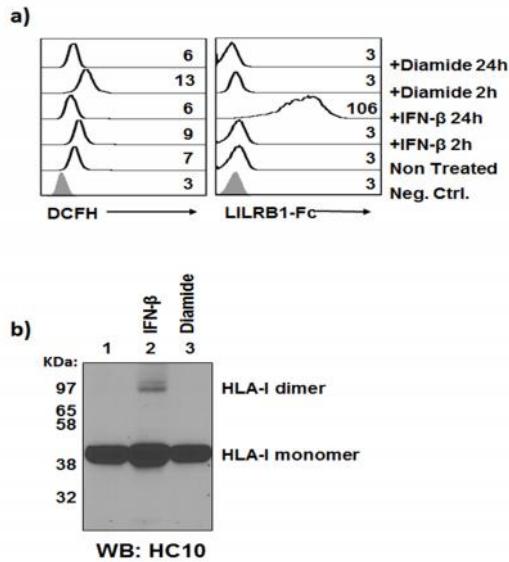 a)
6 3 +Diamide 24h
13 3 +Diamide 2h
6 106 +IFN-β 24h
9 3 +IFN-β 2h
7 3 Non Treated
3 3 Neg. Ctrl.
DCFH LILRB1-Fc
b)
IFN-β Diamide
1 2 3
KDa:
97 HLA-I dimer
65
58
38 HLA-I monomer
32
WB: HC10